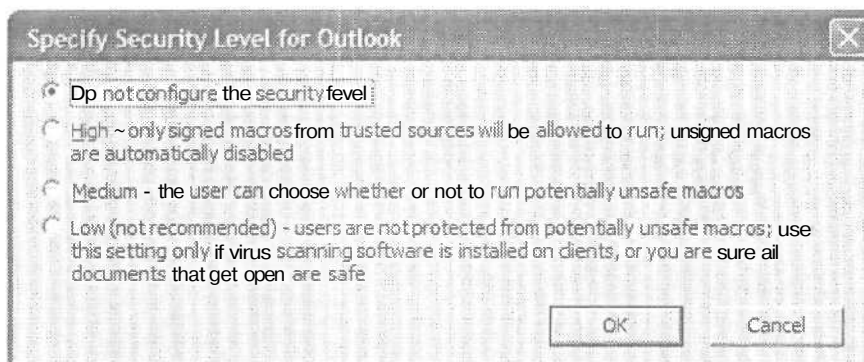 Specify Security Level for Outlook
Dp not configure the security fevel
High ~ only signed macros from trusted sources will be allowed to run; unsigned macros
are automatically disabled
Medium - the user can choose whether or not to run potentially unsafe macros
Low (not recommended) - users are not protected from potentially unsafe macros; use
this setting only if virus scanning software is installed on clients, or you are sure ail
documents that get open are safe
OK
Cancel